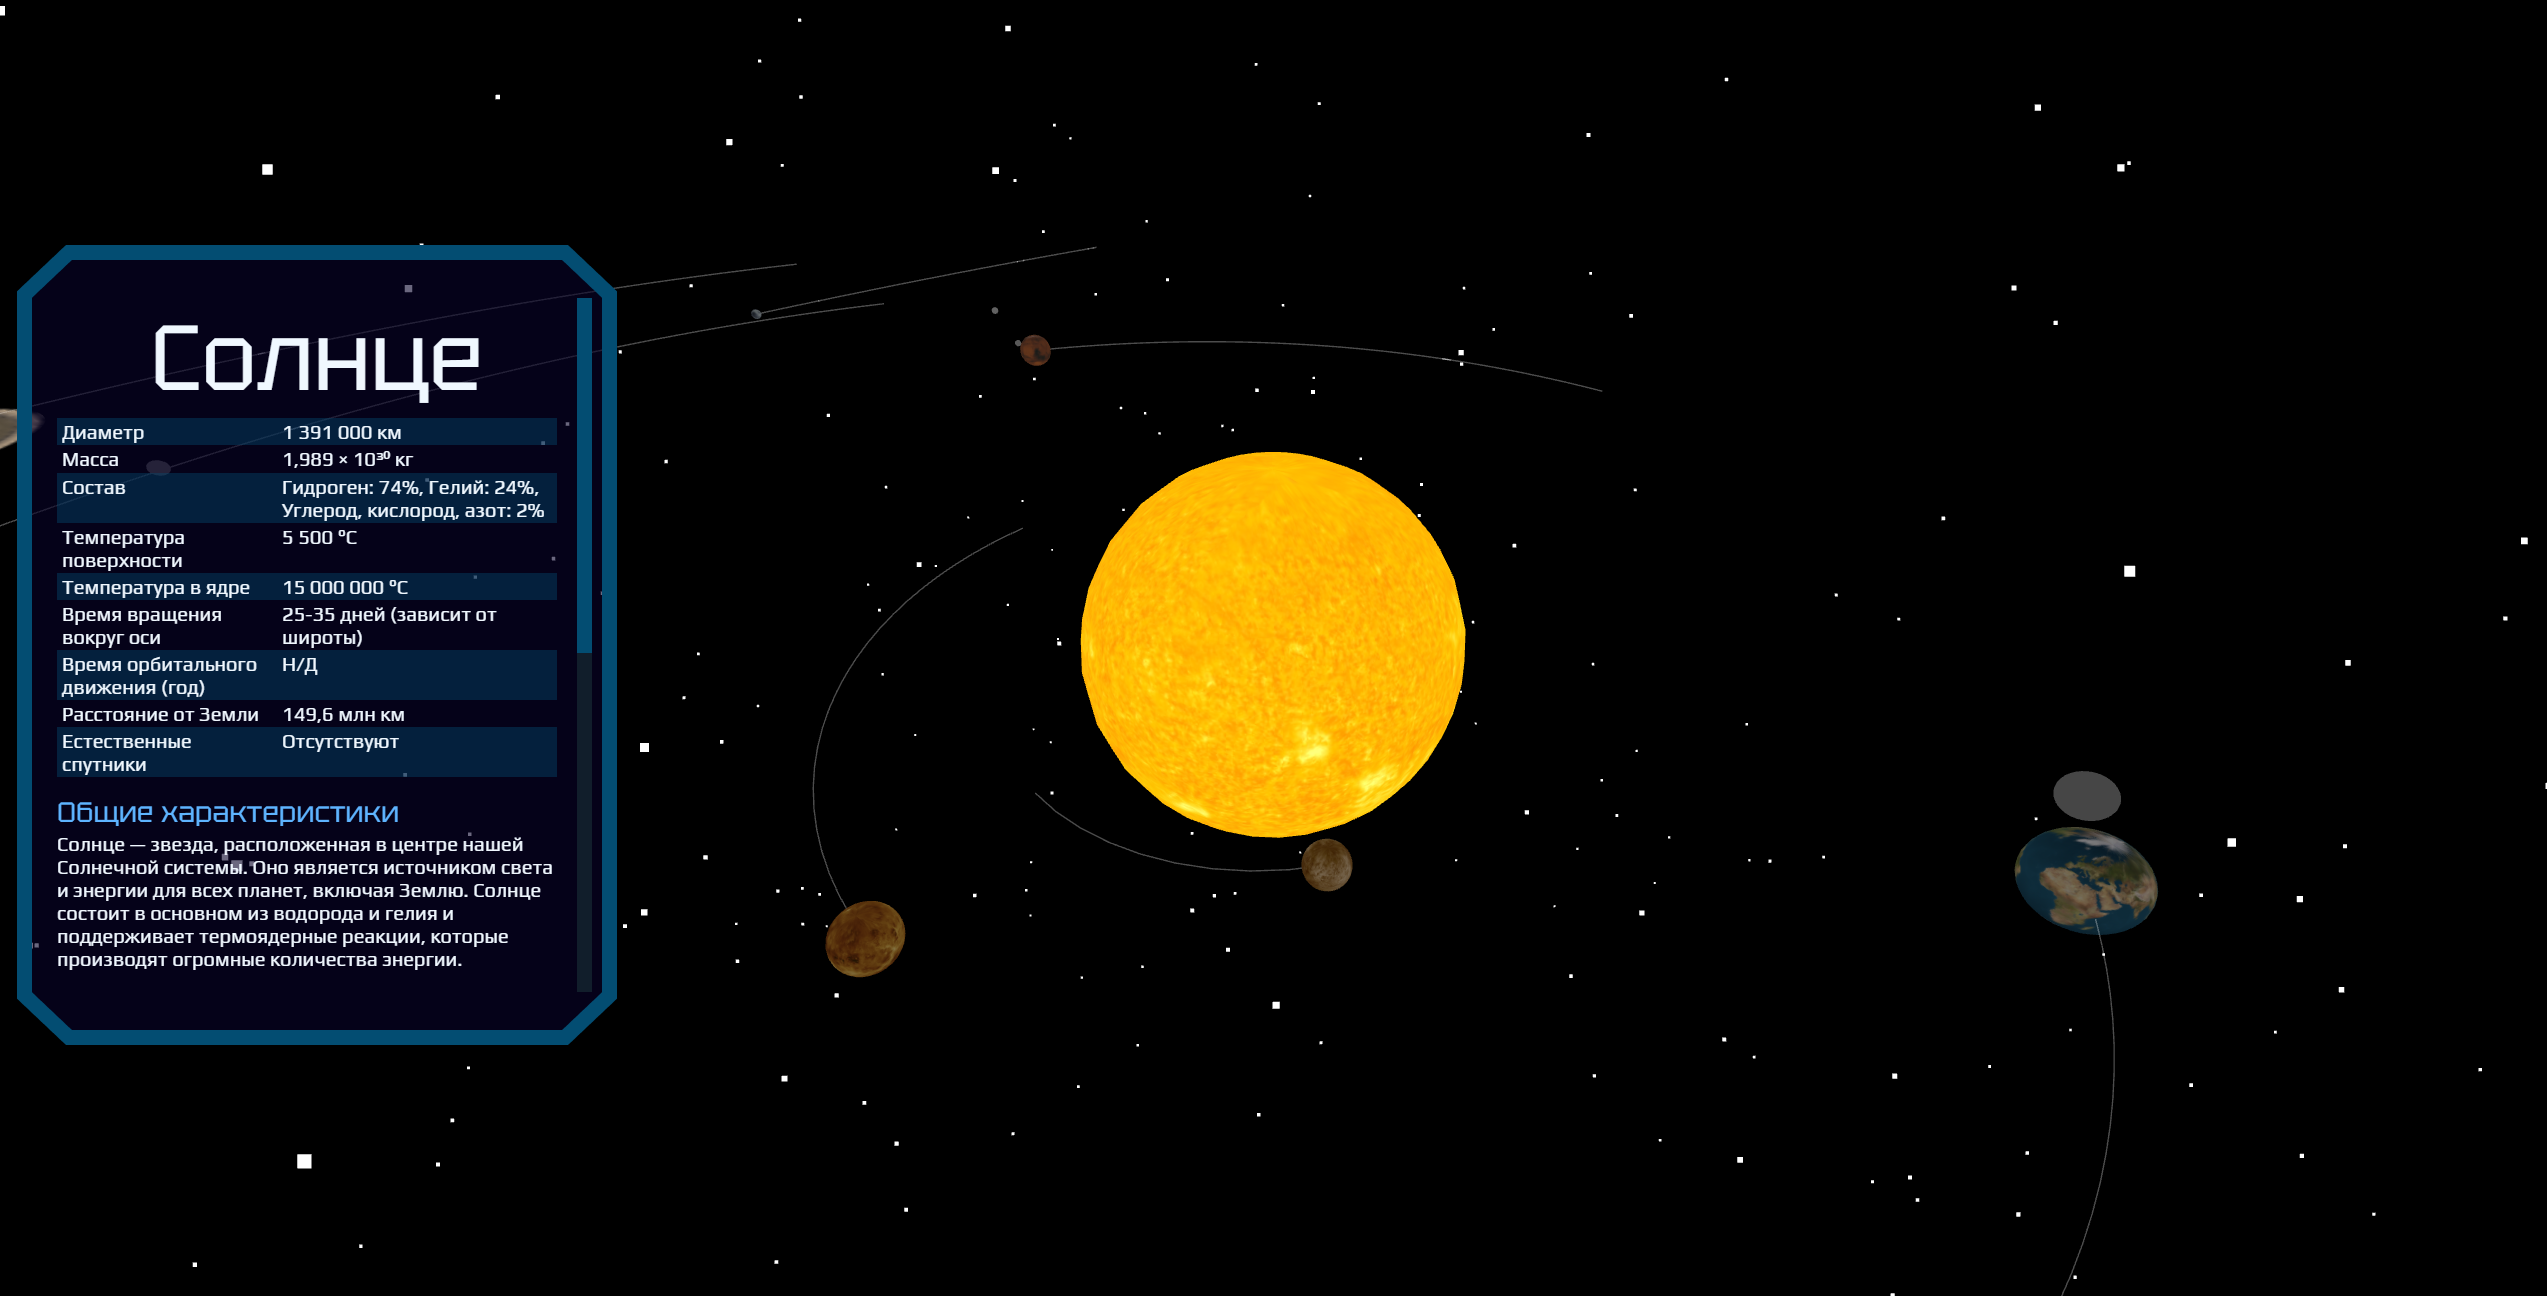 Солнце
Диаметр 1 391 000 км
Масса 1,989 × 10³⁰ кг
Состав Гидроген: 74%, Гелий: 24%,
Углерод, кислород, азот: 2%
Температура 5 500 °C
поверхности
Температура в ядре 15 000 000 °C
Время вращения 25-35 дней (зависит от
вокруг оси широты)
Время орбитального Н/Д
движения (год)
Расстояние от Земли 149,6 млн км
Естественные Отсутствуют
спутники
Общие характеристики
Солнце — звезда, расположенная в центре нашей
Солнечной системы. Оно является источником света
и энергии для всех планет, включая Землю. Солнце
состоит в основном из водорода и гелия и
поддерживает термоядерные реакции, которые
производят огромные количества энергии.